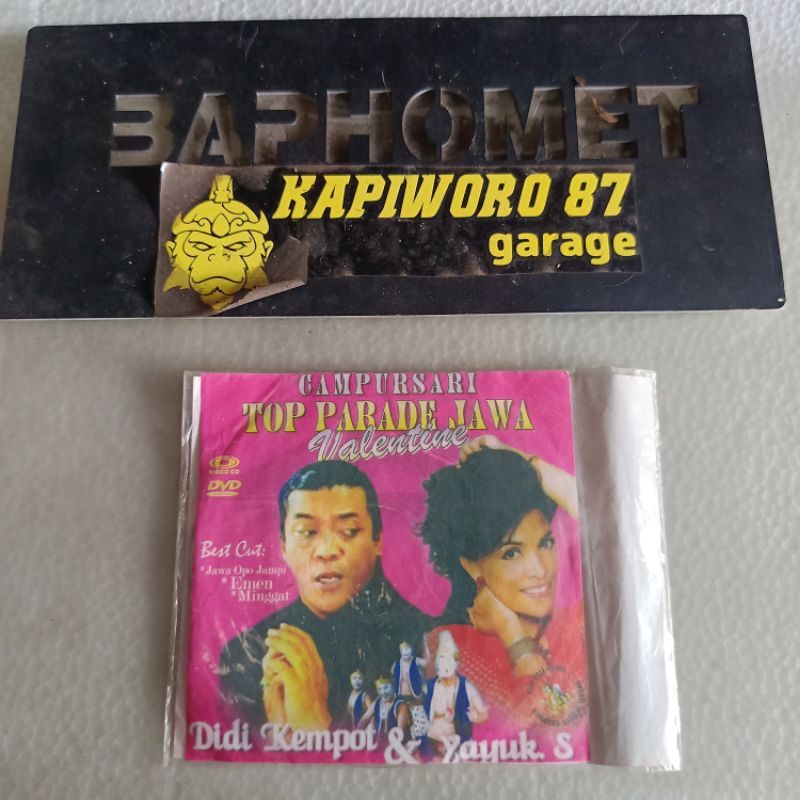 BAPHOMET
KAPIWORO 87
garage
CAMPURSARI
TOP PARADE JAWA
Valentine
VIDEO CD
DVD
Best Cut:
*Jawa Opo Jampi
*Emen
*Minggat
Didi Kempot & Yayuk. S